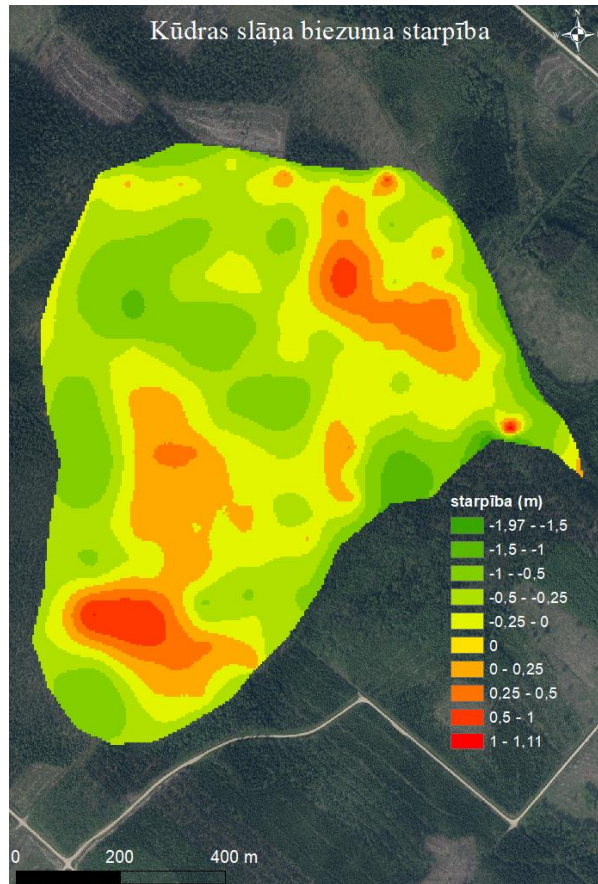 Kūdras slāņa biezuma starpība
N
W
starpība (m)
-1,97 - -1,5
-1,5 - -1
-1 - -0,5
-0,5 - -0,25
-0,25 - 0
0
0 - 0,25
0,25 - 0,5
0,5 - 1
1 - 1,11
0 200 400 m